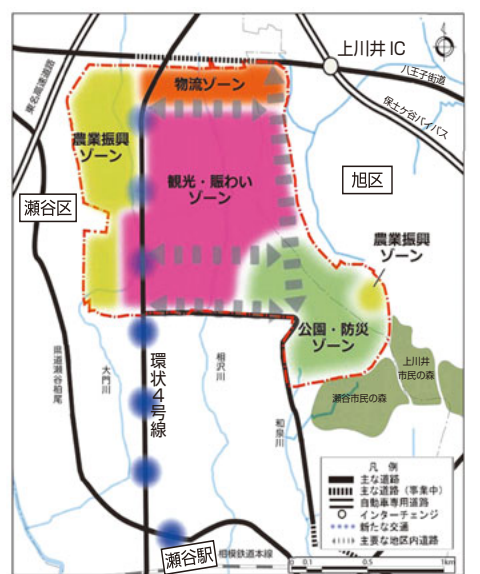 上川井IC
物流ゾーン
八王子街道
東名高速道路
保土ケ谷バイパス
農業振興
ゾーン
観光・賑わい
ゾーン
旭区
瀬谷区
農業振興
ゾーン
公園・防災
ゾーン
上川井
市民の森
瀬谷市民の森
県道瀬谷柏尾
大門川
環状4号線
相沢川
和泉川
凡 例
主な道路
主な道路（事業中）
自動車専用道路
インターチェンジ
新たな交通
主要な地区内道路
瀬谷駅
相模鉄道本線
0 0.1 0.5 1km